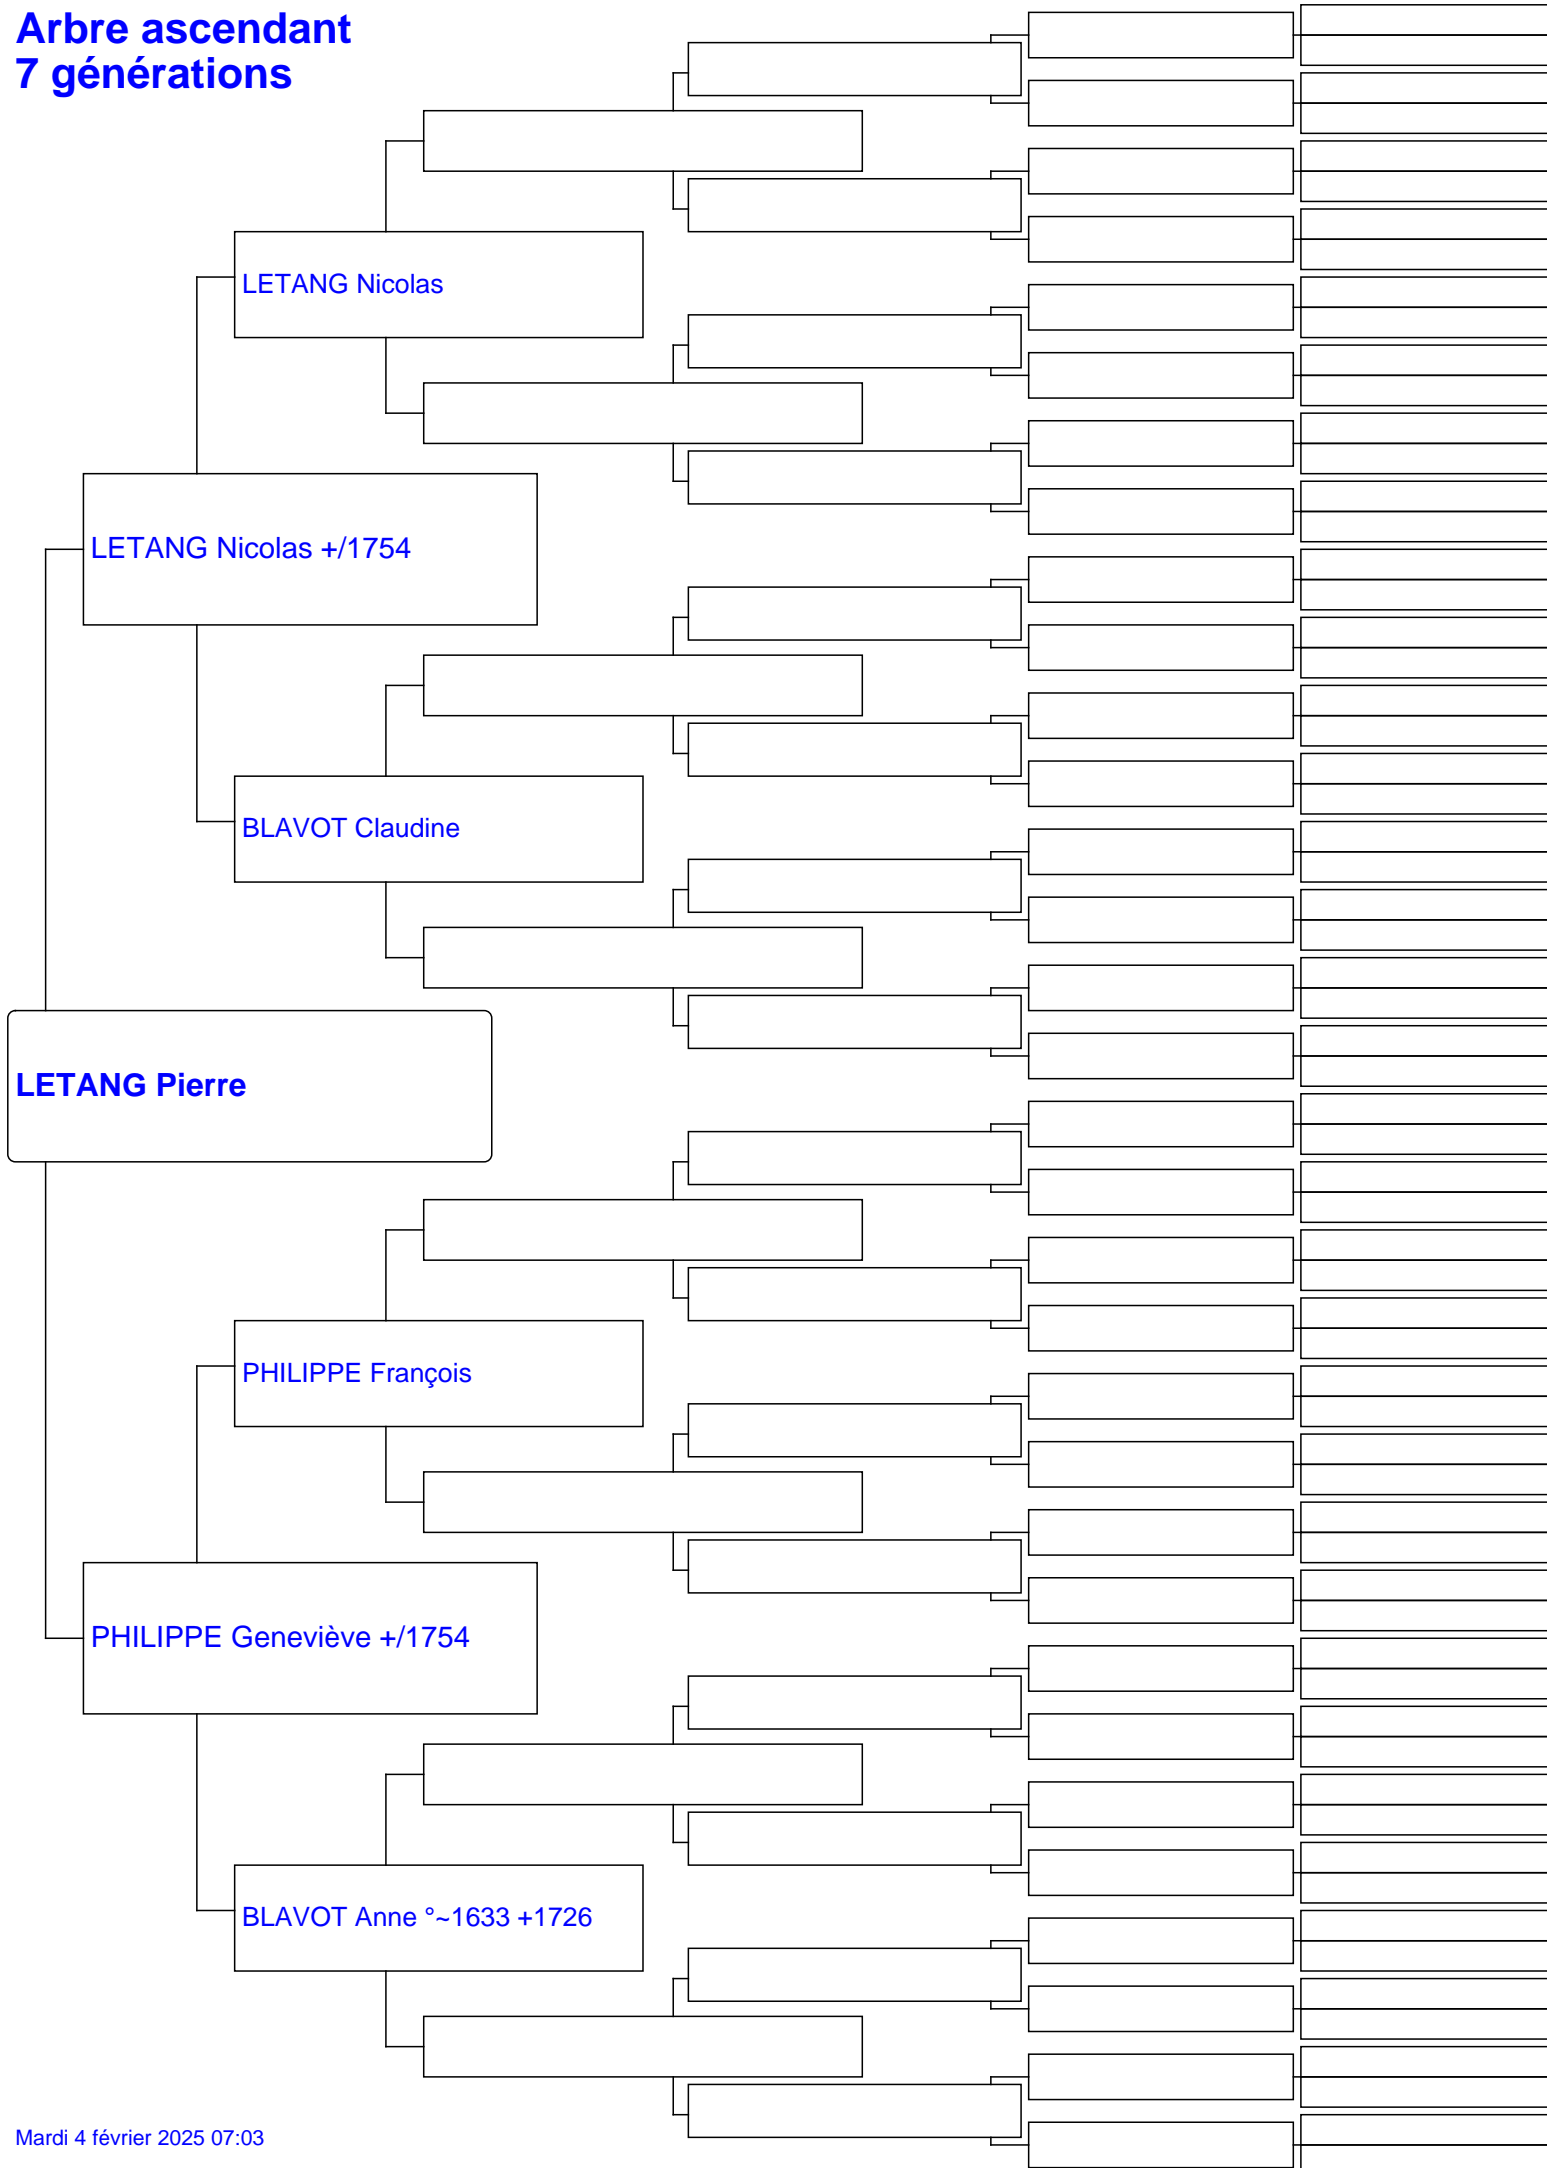 Arbre ascendant
7 générations
LETANG Nicolas
LETANG Nicolas +/1754
BLAVOT Claudine
LETANG Pierre
PHILIPPE François
PHILIPPE Geneviève +/1754
BLAVOT Anne °~1633 +1726
Mardi 4 février 2025 07:03